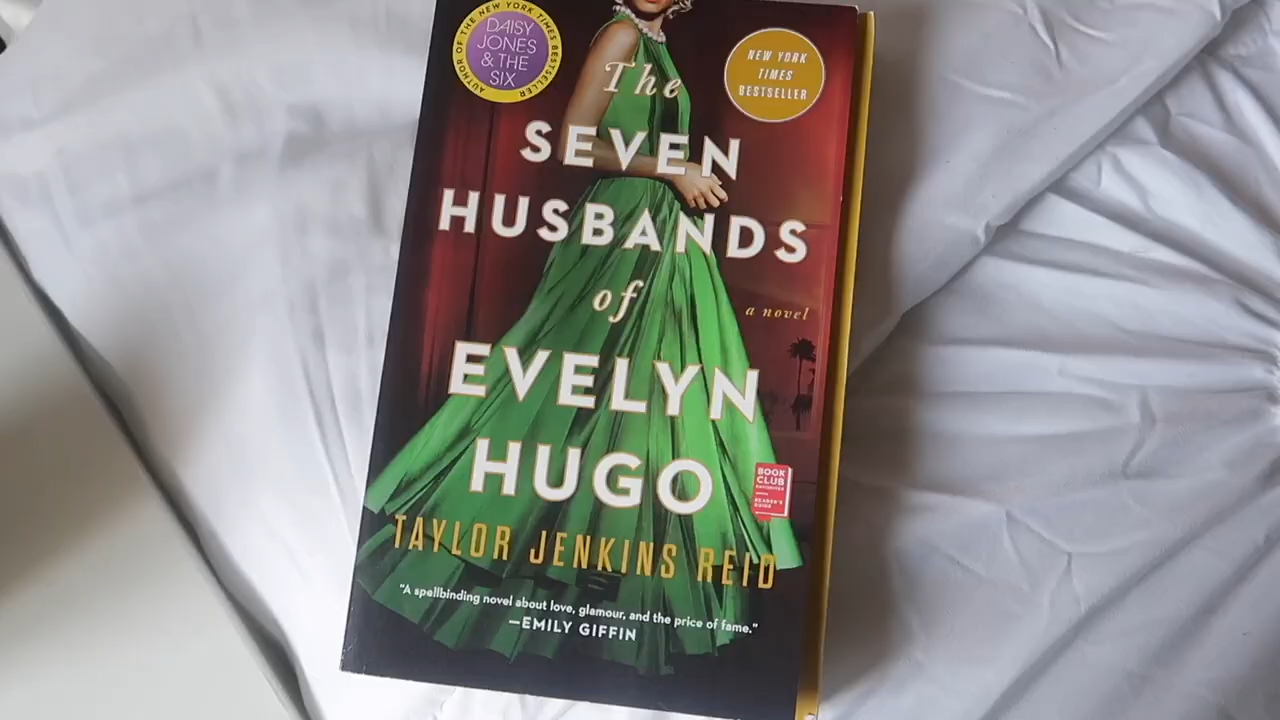 AUTHOR OF THE NEW YORK TIMES BESTSELLER
DAISY
JONES
& THE
SIX
NEW YORK
TIMES
BESTSELLER
The
SEVEN
HUSBANDS
of
a novel
EVELYN
HUGO
BOOK
CLUB
READER'S
GUIDE
TAYLOR JENKINS REID
"A spellbinding novel about love, glamour, and the price of fame."
—EMILY GIFFIN